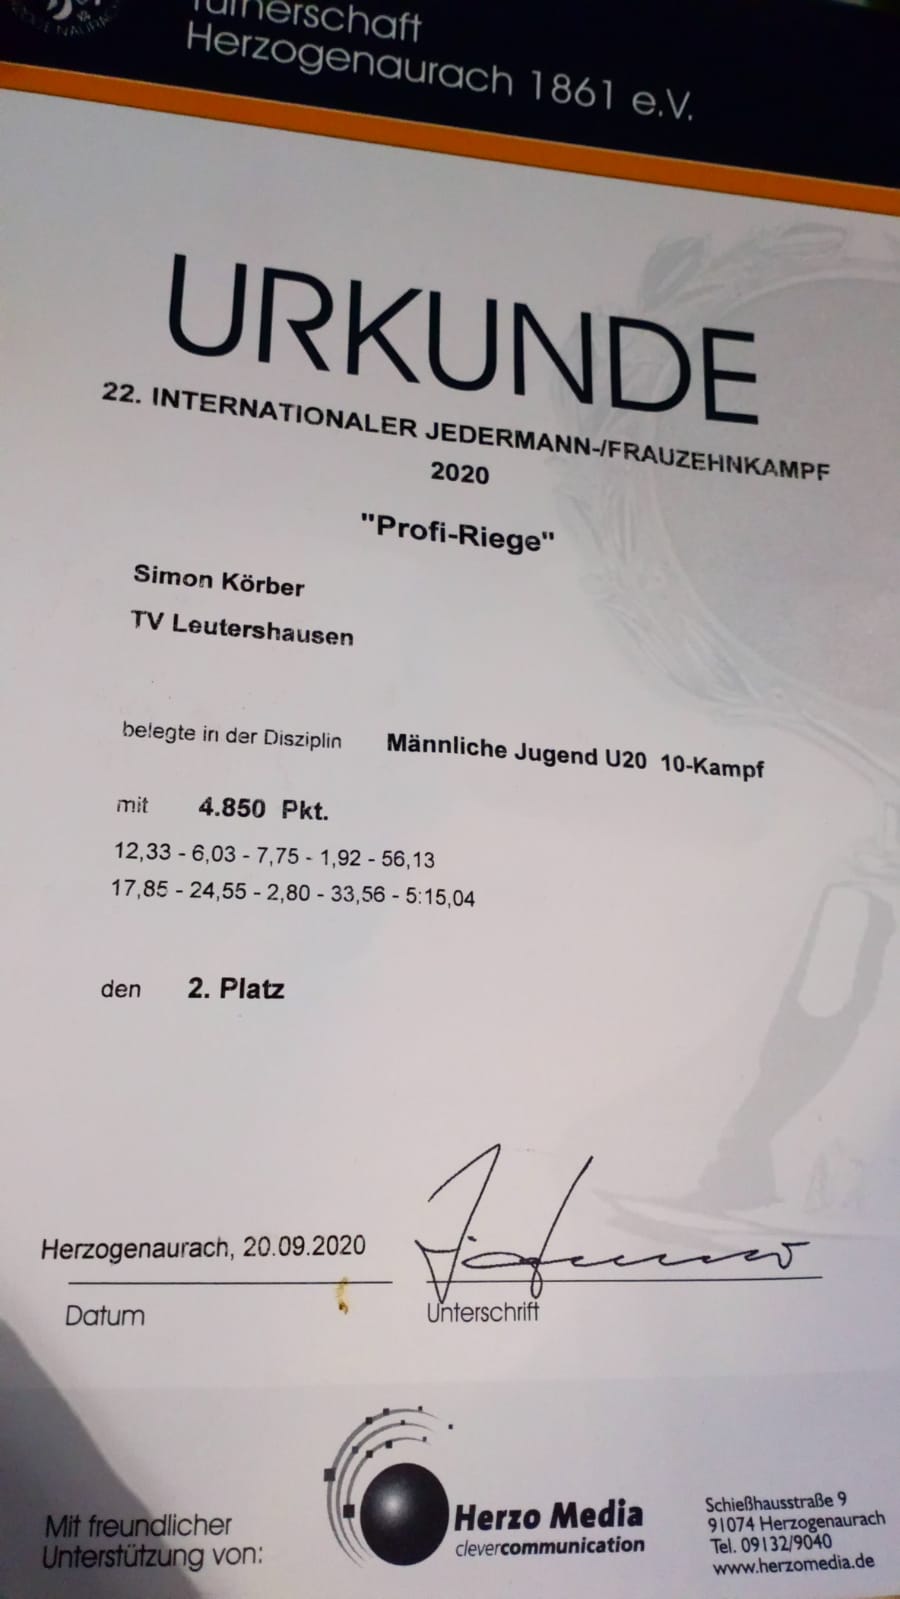 Turnerschaft
Herzogenaurach 1861 e.V.
URKUNDE
22. INTERNATIONALER JEDERMANN-/FRAUZEHNKAMPF
2020
"Profi-Riege"
Simon Körber
TV Leutershausen
belegte in der Disziplin Männliche Jugend U20 10-Kampf
mit 4.850 Pkt.
12,33 - 6,03 - 7,75 - 1,92 - 56,13
17,85 - 24,55 - 2,80 - 33,56 - 5:15,04
den 2. Platz
Herzogenaurach, 20.09.2020
Datum
Unterschrift
Mit freundlicher
Unterstützung von:
Herzo Media
clevercommunication
Schießhausstraße 9
91074 Herzogenaurach
Tel. 09132/9040
www.herzomedia.de